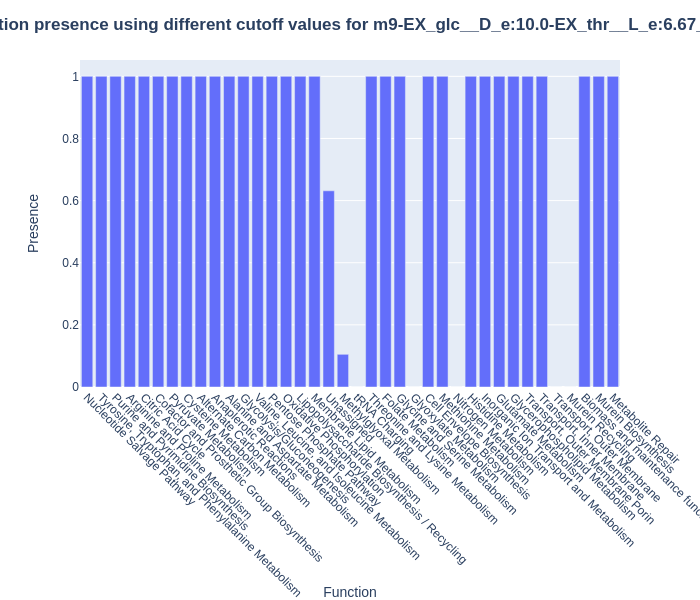 tion presence using different cutoff values for m9-EX_glc__D_e:10.0-EX_thr__L_e:6.67_
Presence
1
0.8
0.6
0.4
0.2
0
Nucleotide Salvage Pathway
Tyrosine, Tryptophan, and Phenylalanine Metabolism
Purine and Pyrimidine Biosynthesis
Arginine and Proline Metabolism
Citric Acid Cycle
Cofactor and Prosthetic Group Biosynthesis
Pyruvate Metabolism
Cysteine Metabolism
Alternate Carbon Metabolism
Anaplerotic Reactions
Alanine and Aspartate Metabolism
Glycolysis/Gluconeogenesis
Valine, Leucine, and Isoleucine Metabolism
Pentose Phosphate Pathway
Oxidative Phosphorylation
Lipopolysaccharide Biosynthesis / Recycling
Membrane Lipid Metabolism
Unassigned
Methylglyoxal Metabolism
tRNA Charging
Threonine and Lysine Metabolism
Folate Metabolism
Glycine and Serine Metabolism
Glyoxylate Metabolism
Cell Envelope Biosynthesis
Methionine Metabolism
Nitrogen Metabolism
Histidine Metabolism
Inorganic Ion Transport and Metabolism
Glutamate Metabolism
Glycerophospholipid Metabolism
Transport, Outer Membrane Porin
Transport, Inner Membrane
Transport, Outer Membrane
Murein Recycling
Biomass and maintenance func
Murein Biosynthesis
Metabolite Repair
Function